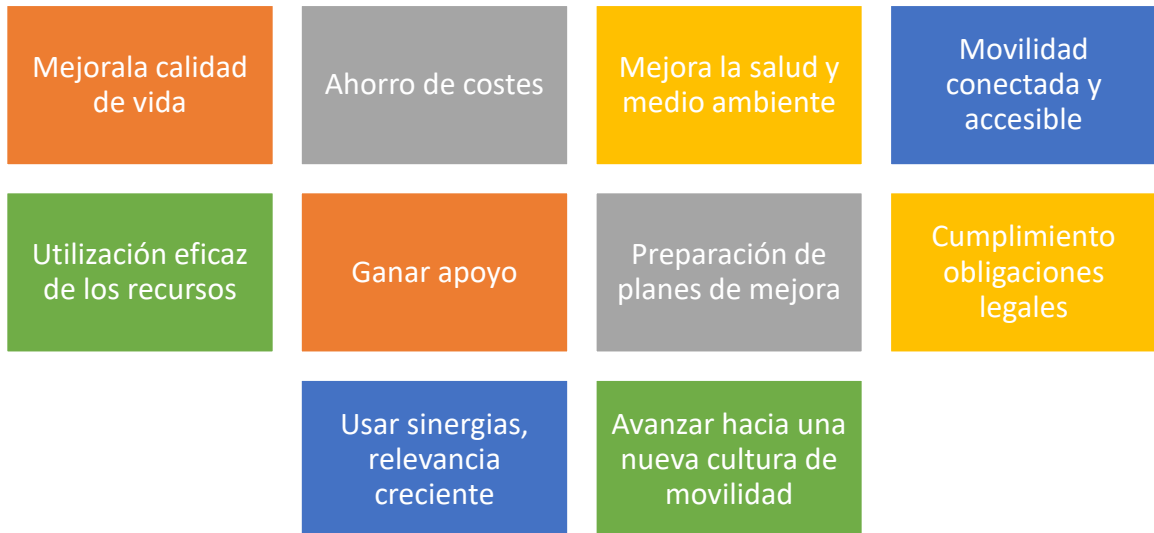 Mejorala calidad
de vida
Ahorro de costes
Mejora la salud y
medio ambiente
Movilidad
conectada y
accesible
Utilización eficaz
de los recursos
Ganar apoyo
Preparación de
planes de mejora
Cumplimiento
obligaciones
legales
Usar sinergias,
relevancia
creciente
Avanzar hacia una
nueva cultura de
movilidad